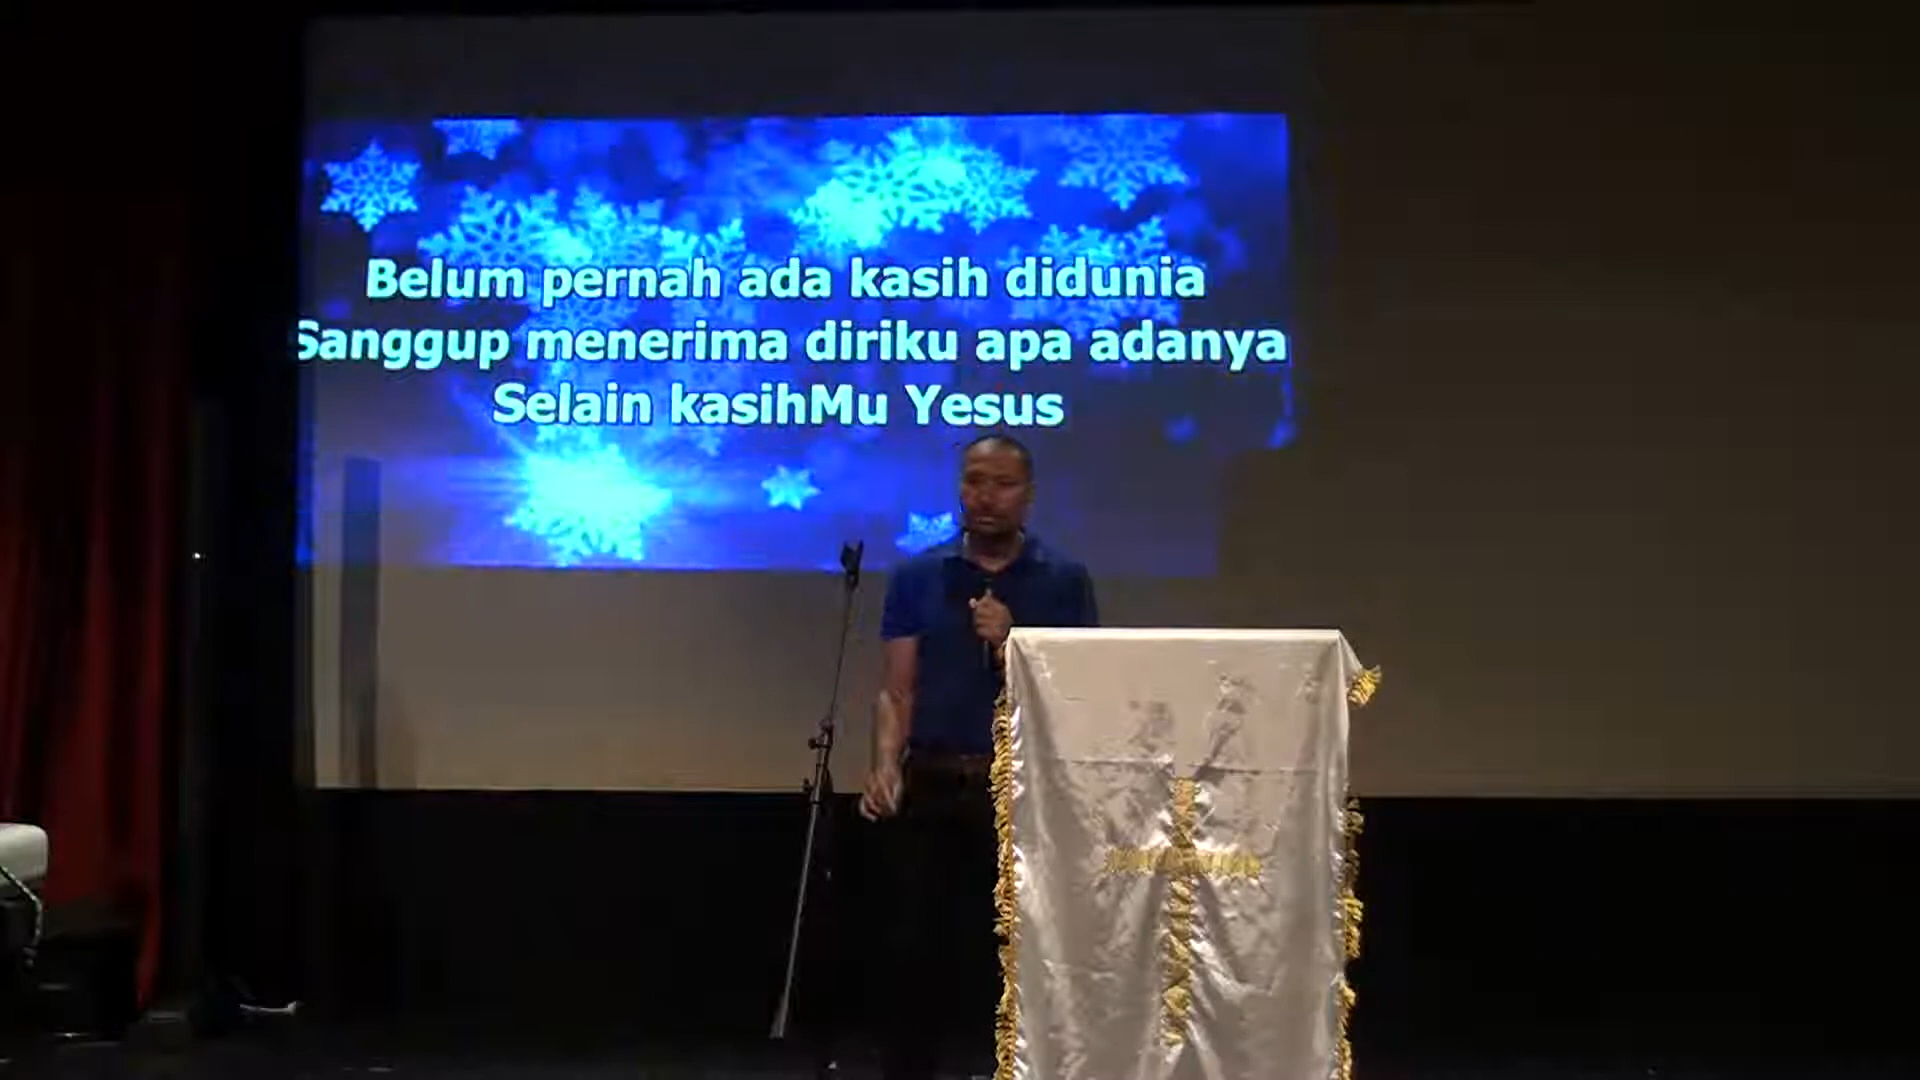 Belum pernah ada kasih didunia
Sanggup menerima diriku apa adanya
Selain kasihMu Yesus